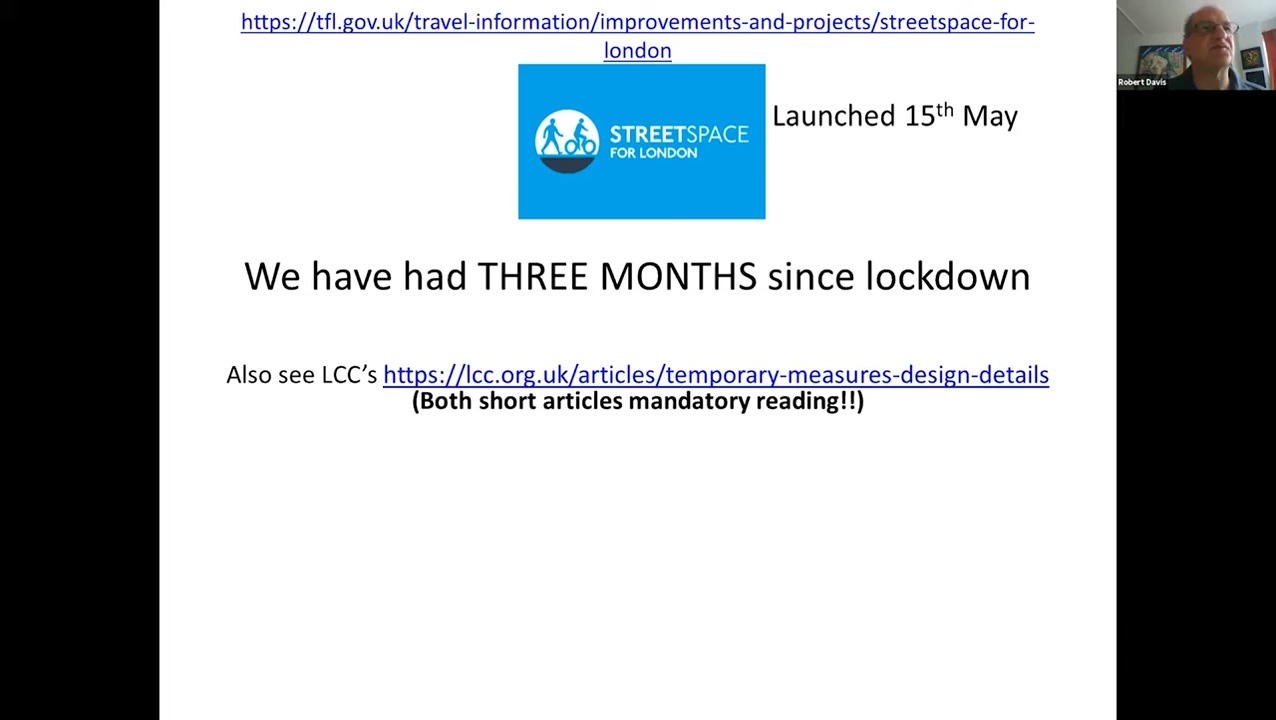 https://tfl.gov.uk/travel-information/improvements-and-projects/streetspace-for-
london
Robert Davis
Launched 15th May
STREETSPACE
FOR LONDON
We have had THREE MONTHS since lockdown
Also see LCC’s https://lcc.org.uk/articles/temporary-measures-design-details
(Both short articles mandatory reading!!)